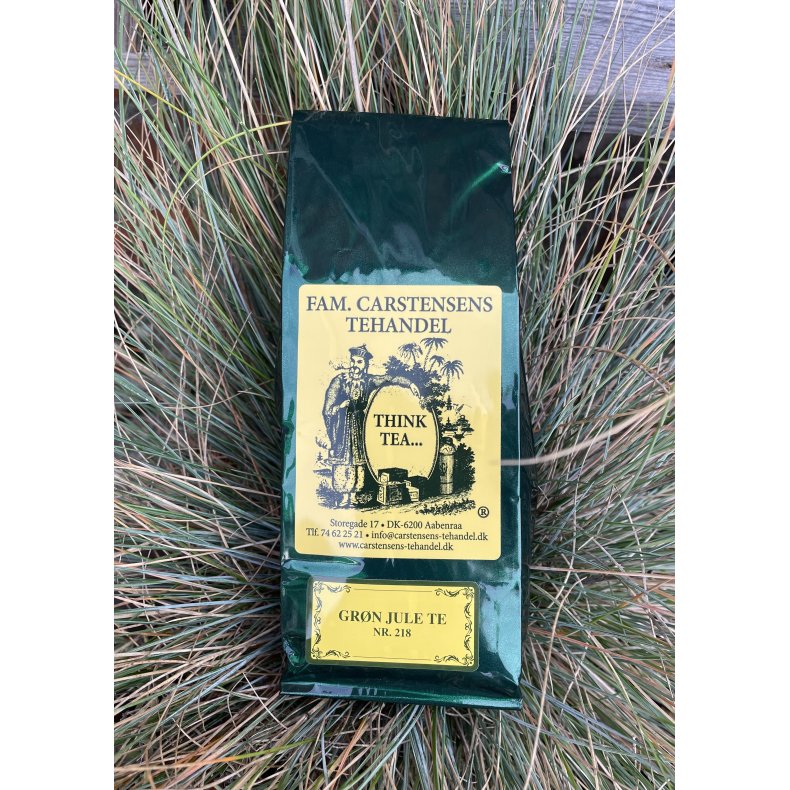 FAM. CARSTENSENS
TEHANDEL
THINK
TEA...
®
Storegade 17 • DK-6200 Aabenraa
Tlf. 74 62 25 21 • info@carstensens-tehandel.dk
www.carstensens-tehandel.dk
GRØN JULE TE
NR. 218